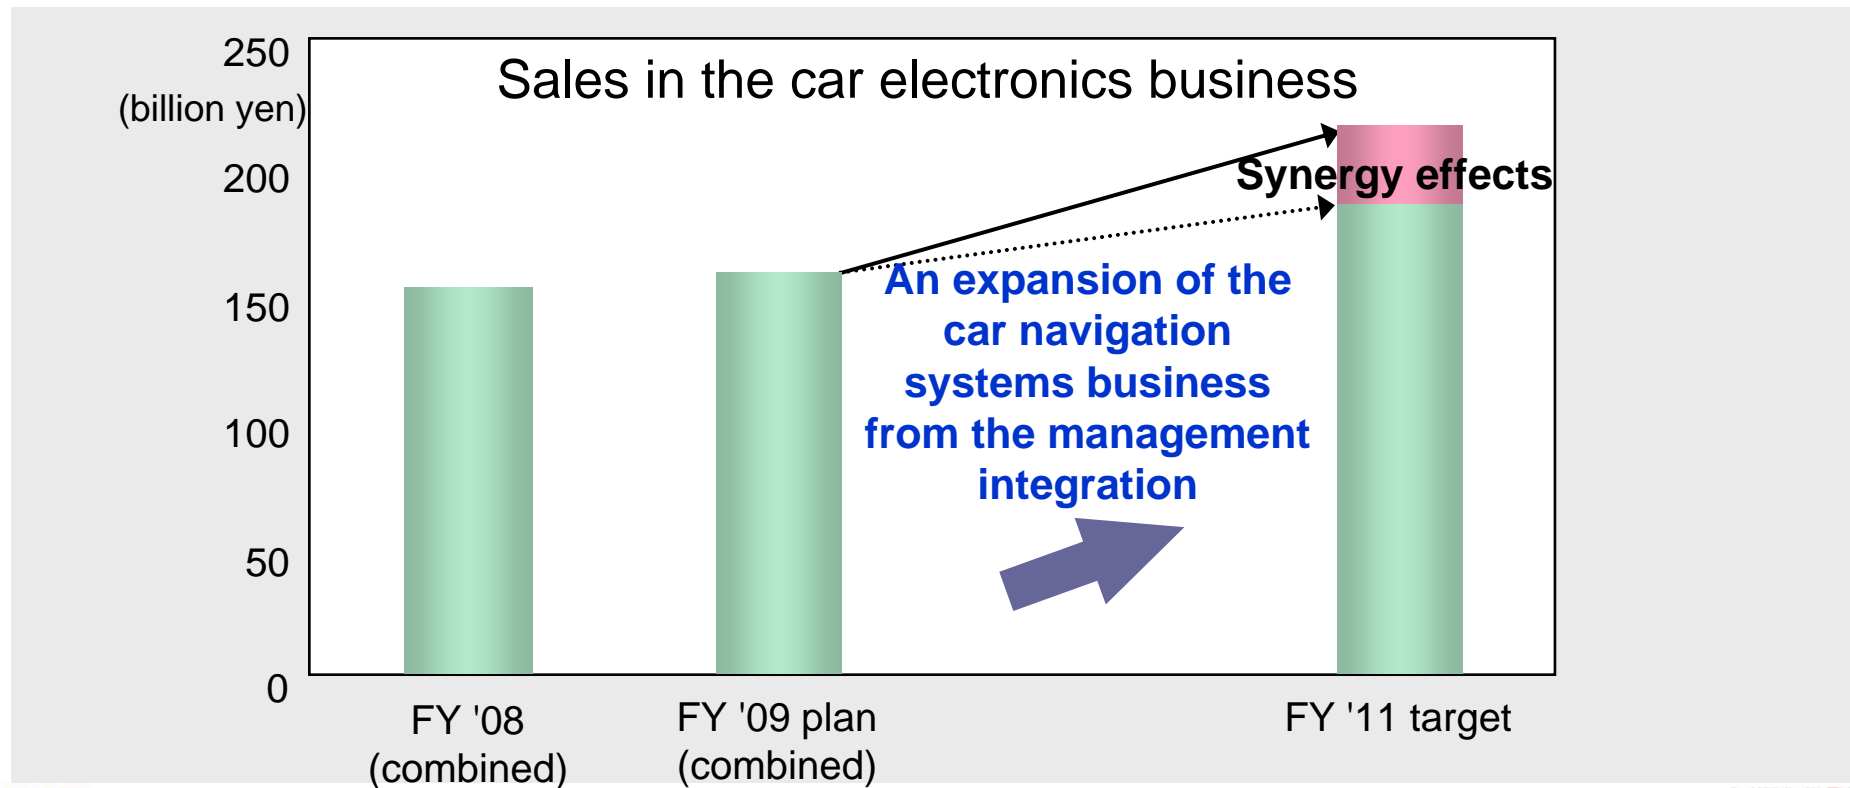 Sales in the car electronics business
250
(billion yen)
200
150
100
50
0
Synergy effects
An expansion of the
car navigation
systems business
from the management
integration
FY '08
(combined)
FY '09 plan
(combined)
FY '11 target